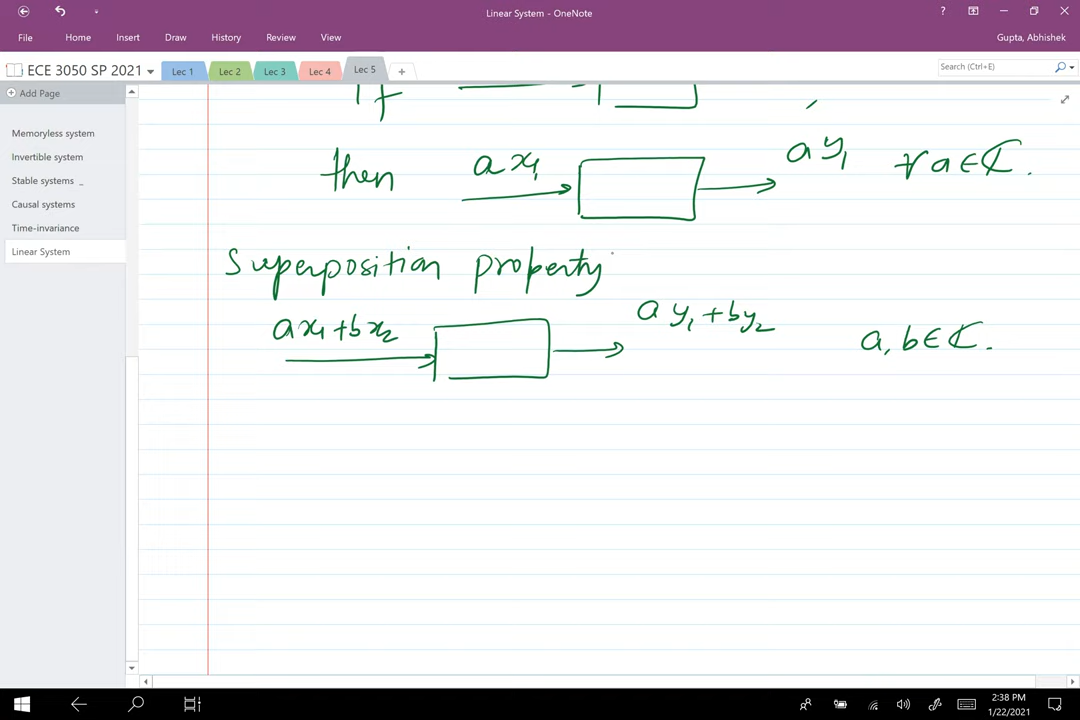 Linear System - OneNote
File Home Insert Draw History Review View Gupta, Abhishek
ECE 3050 SP 2021 Lec 1 Lec 2 Lec 3 Lec 4 Lec 5 Search (Ctrl+E)
Add Page
Memoryless system
Invertible system
Stable systems _
Causal systems
Time-invariance
Linear System
If
then ax₁ ay₁ ∀ a ∈ ℂ.
Superposition property
ax₁+bx₂ ay₁+by₂ a, b ∈ ℂ.
2:38 PM
1/22/2021